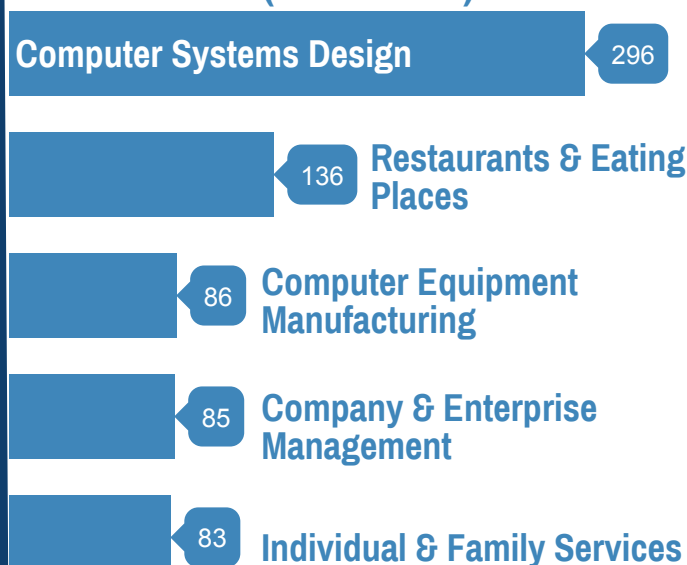 Computer Systems Design
296
136
Restaurants & Eating
Places
86
Computer Equipment
Manufacturing
85
Company & Enterprise
Management
83
Individual & Family Services